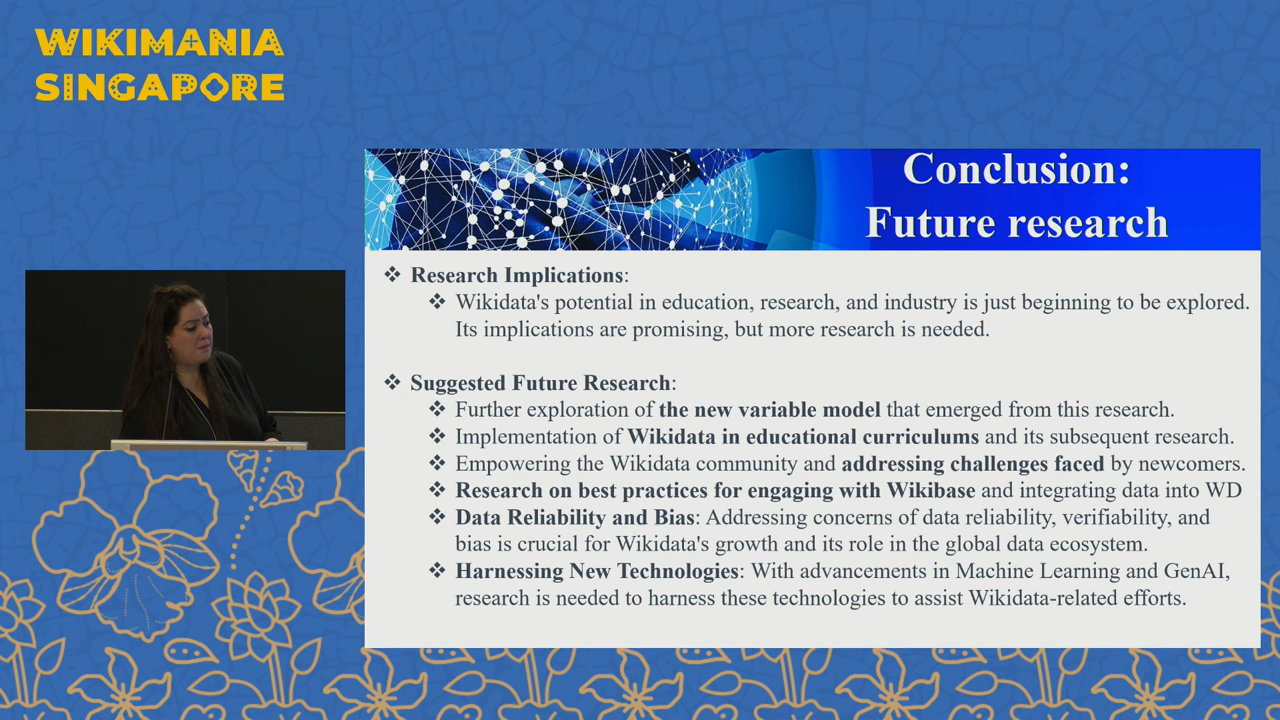 WIKIMANIA
SINGAPORE
Conclusion:
Future research
❖ Research Implications:
❖ Wikidata's potential in education, research, and industry is just beginning to be explored.
Its implications are promising, but more research is needed.
❖ Suggested Future Research:
❖ Further exploration of the new variable model that emerged from this research.
❖ Implementation of Wikidata in educational curriculums and its subsequent research.
❖ Empowering the Wikidata community and addressing challenges faced by newcomers.
❖ Research on best practices for engaging with Wikibase and integrating data into WD
❖ Data Reliability and Bias: Addressing concerns of data reliability, verifiability, and
bias is crucial for Wikidata's growth and its role in the global data ecosystem.
❖ Harnessing New Technologies: With advancements in Machine Learning and GenAI,
research is needed to harness these technologies to assist Wikidata-related efforts.